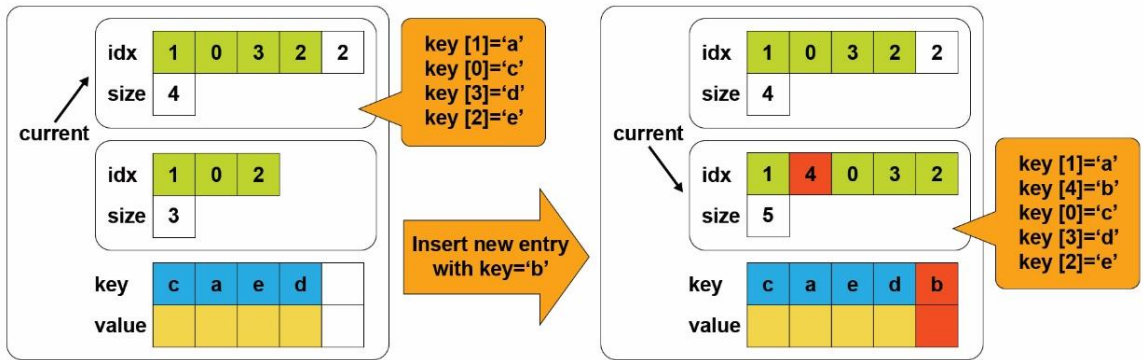 idx 1 0 3 2 2
size 4
current
key [1]=‘a’
key [0]=‘c’
key [3]=‘d’
key [2]=‘e’
idx 1 0 2
size 3
key c a e d
value
Insert new entry
with key=‘b’
idx 1 0 3 2 2
size 4
current
idx 1 4 0 3 2
size 5
key [1]=‘a’
key [4]=‘b’
key [0]=‘c’
key [3]=‘d’
key [2]=‘e’
key c a e d b
value